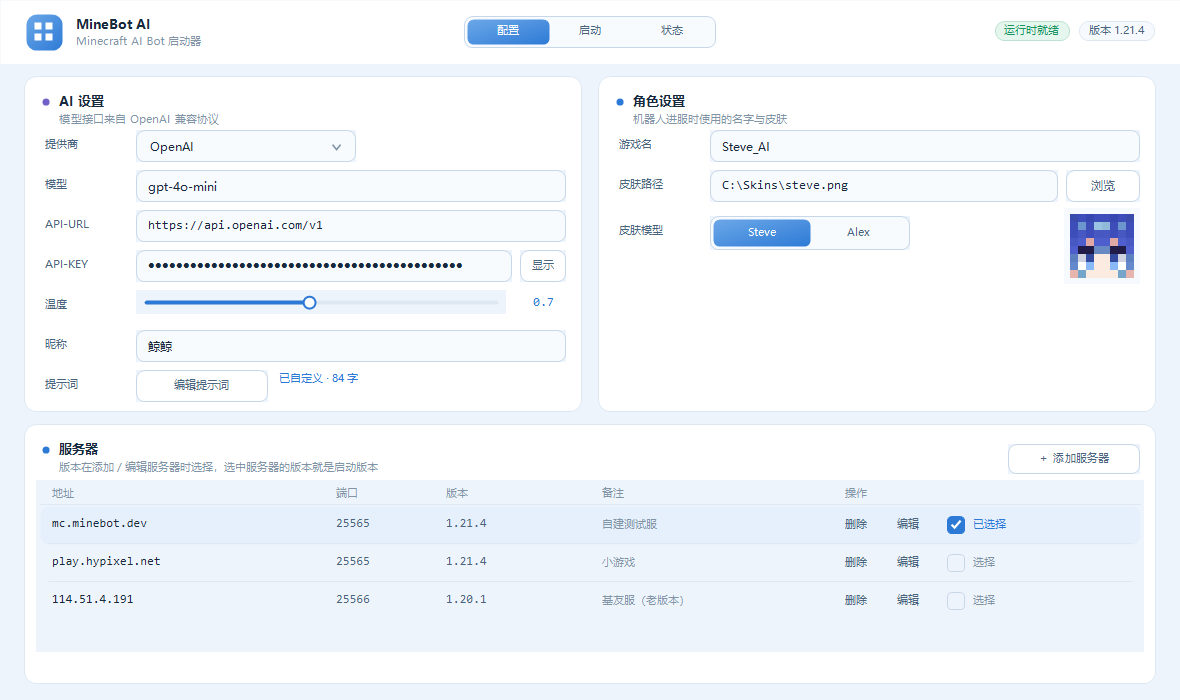 MineBot AI
Minecraft AI Bot 启动器
配置 启动 状态
运行时就绪 版本 1.21.4
AI 设置
模型接口来自 OpenAI 兼容协议
提供商 OpenAI
模型 gpt-4o-mini
API-URL https://api.openai.com/v1
API-KEY ●●●●●●●●●●●●●●●●●●●●●●●●●●●●●●●●●●●●●●●●●●●●● 显示
温度 0.7
昵称 鲸鲸
提示词 编辑提示词 已自定义 · 84 字
角色设置
机器人进服时使用的名字与皮肤
游戏名 Steve_AI
皮肤路径 C:\Skins\steve.png 浏览
皮肤模型 Steve Alex
服务器
版本在添加 / 编辑服务器时选择，选中服务器的版本就是启动版本
+ 添加服务器
地址 端口 版本 备注 操作
mc.minebot.dev 25565 1.21.4 自建测试服 删除 编辑 已选择
play.hypixel.net 25565 1.21.4 小游戏 删除 编辑 选择
114.51.4.191 25566 1.20.1 基友服（老版本） 删除 编辑 选择